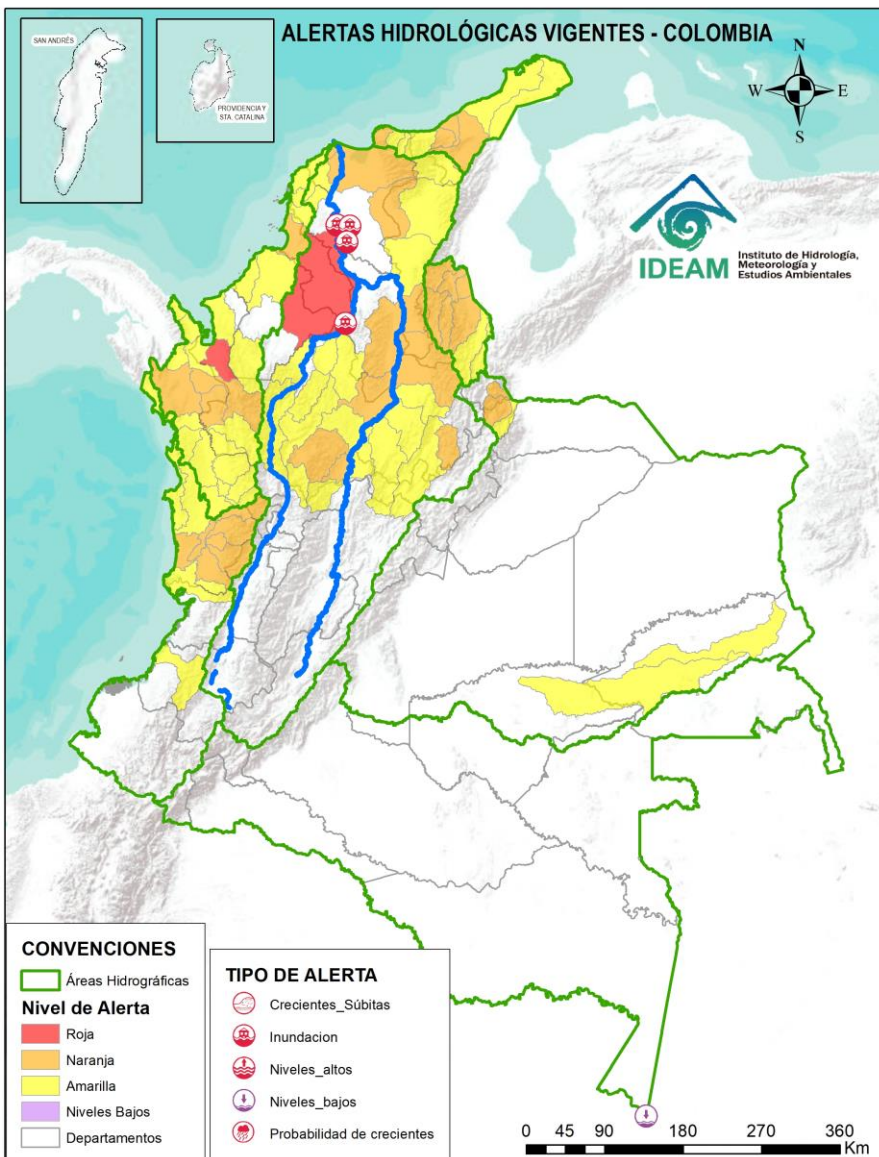 ALERTAS HIDROLÓGICAS VIGENTES - COLOMBIA
SAN ANDRÉS
PROVIDENCIA Y
STA. CATALINA
N
W
E
S
IDEAM
Instituto de Hidrología,
Meteorología y
Estudios Ambientales
CONVENCIONES
Áreas Hidrográficas
Nivel de Alerta
Roja
Naranja
Amarilla
Niveles Bajos
Departamentos
TIPO DE ALERTA
Crecientes_Súbitas
Inundacion
Niveles_altos
Niveles_bajos
Probabilidad de crecientes
0 45 90 180 270 360
Km